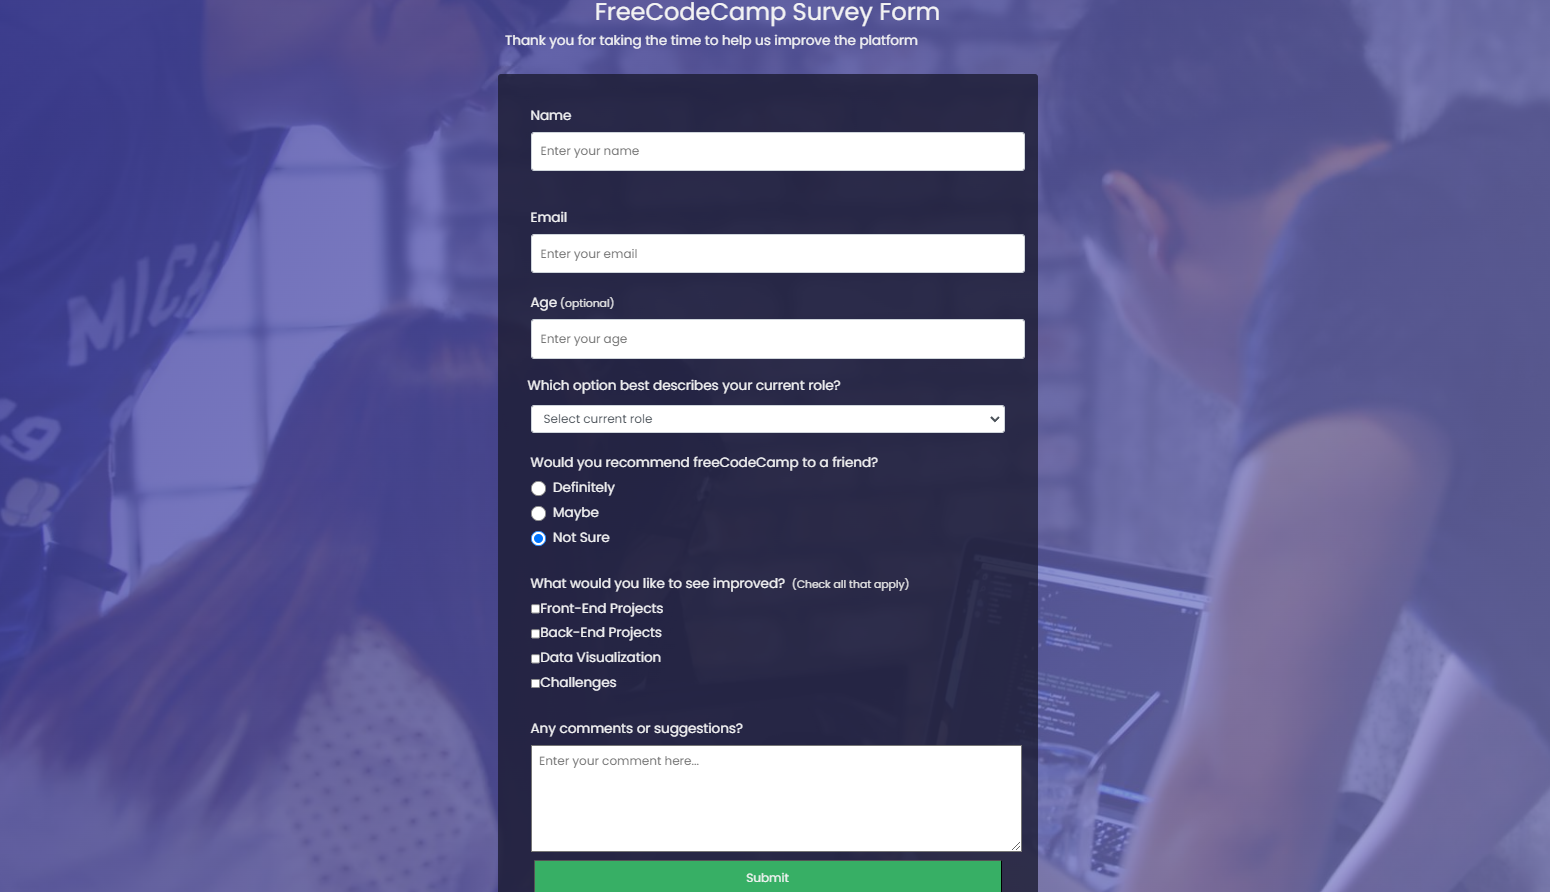 FreeCodeCamp Survey Form
Thank you for taking the time to help us improve the platform
Name
Enter your name
Email
Enter your email
Age (optional)
Enter your age
Which option best describes your current role?
Select current role
Would you recommend freeCodeCamp to a friend?
Definitely
Maybe
Not Sure
What would you like to see improved? (Check all that apply)
Front-End Projects
Back-End Projects
Data Visualization
Challenges
Any comments or suggestions?
Enter your comment here...
Submit